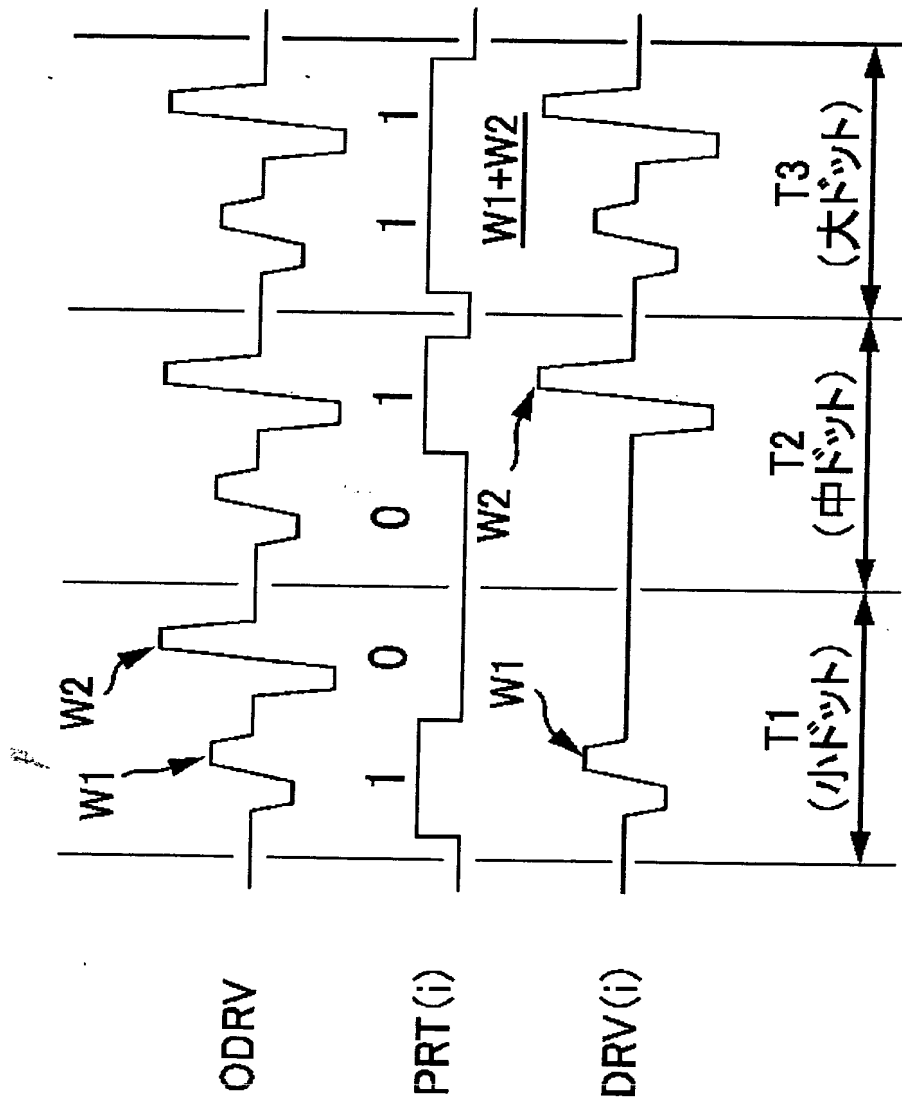 W1
W2
ODRV
1 0 0 1 1 1
PRT(i)
W1
W2
W1+W2
DRV(i)
T1
(小ドット)
T2
(中ドット)
T3
(大ドット)